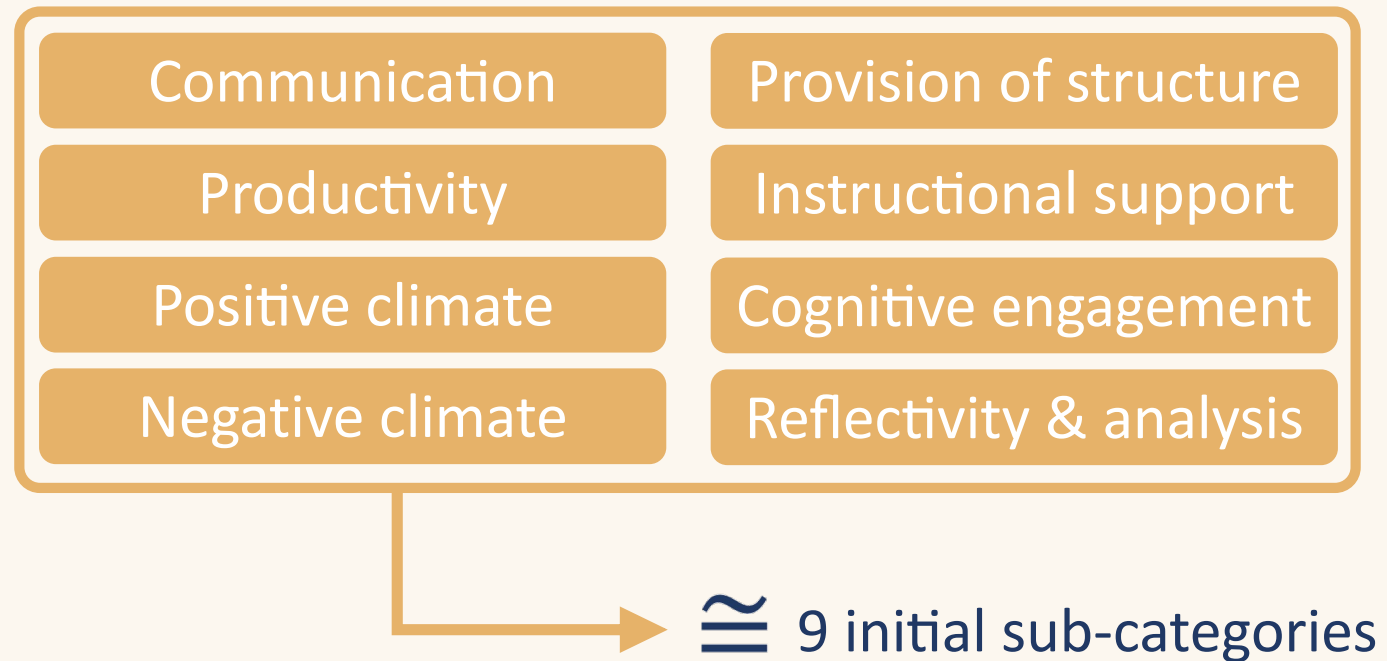 Communication
Provision of structure
Productivity
Instructional support
Positive climate
Cognitive engagement
Negative climate
Reflectivity & analysis
≅ 9 initial sub-categories